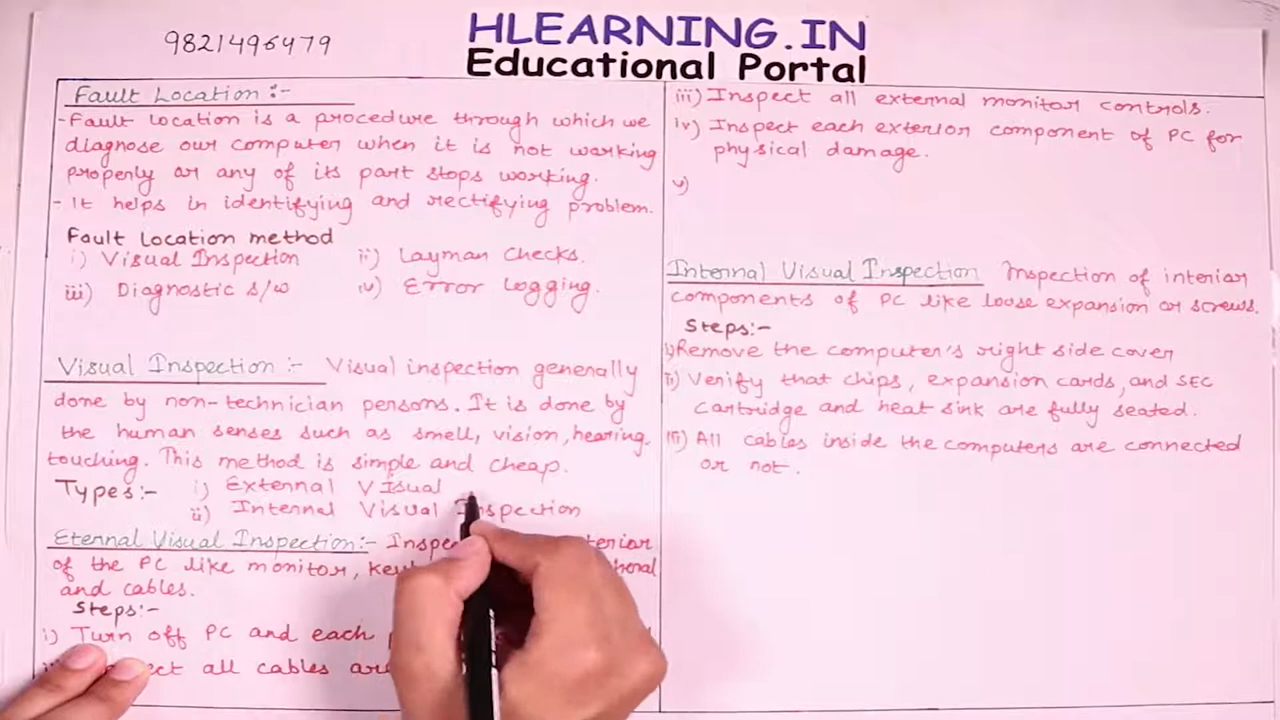 9821496479
HLEARNING.IN
Educational Portal
Fault Location :-
- Fault Location is a procedure through which we
diagnose our computer when it is not working
properly or any of its part stops working.
- It helps in identifying and rectifying problem.
Fault Location method
i) Visual Inspection ii) Layman Checks.
iii) Diagnostic s/w iv) Error Logging.
Visual Inspection :- Visual inspection generally
done by non-technician persons. It is done by
the human senses such as smell, vision, hearing.
touching. This method is simple and cheap.
Types:- i) External Visual
ii) Internal Visual Inspection
Eternal Visual Inspection:-
of the PC like monitor,
and cables.
Steps:-
i) Turn off PC and each
all cables are
iii) Inspect all external monitor controls.
iv) Inspect each exterior component of PC for
physical damage.
v)
Internal Visual Inspection Inspection of interior
components of PC like loose expansion or screws.
Steps:-
i) Remove the computer's right side cover
ii) Verify that chips, expansion cards, and SEC
Cartridge and heat sink are fully seated.
iii) All cables inside the computers are connected
or not.